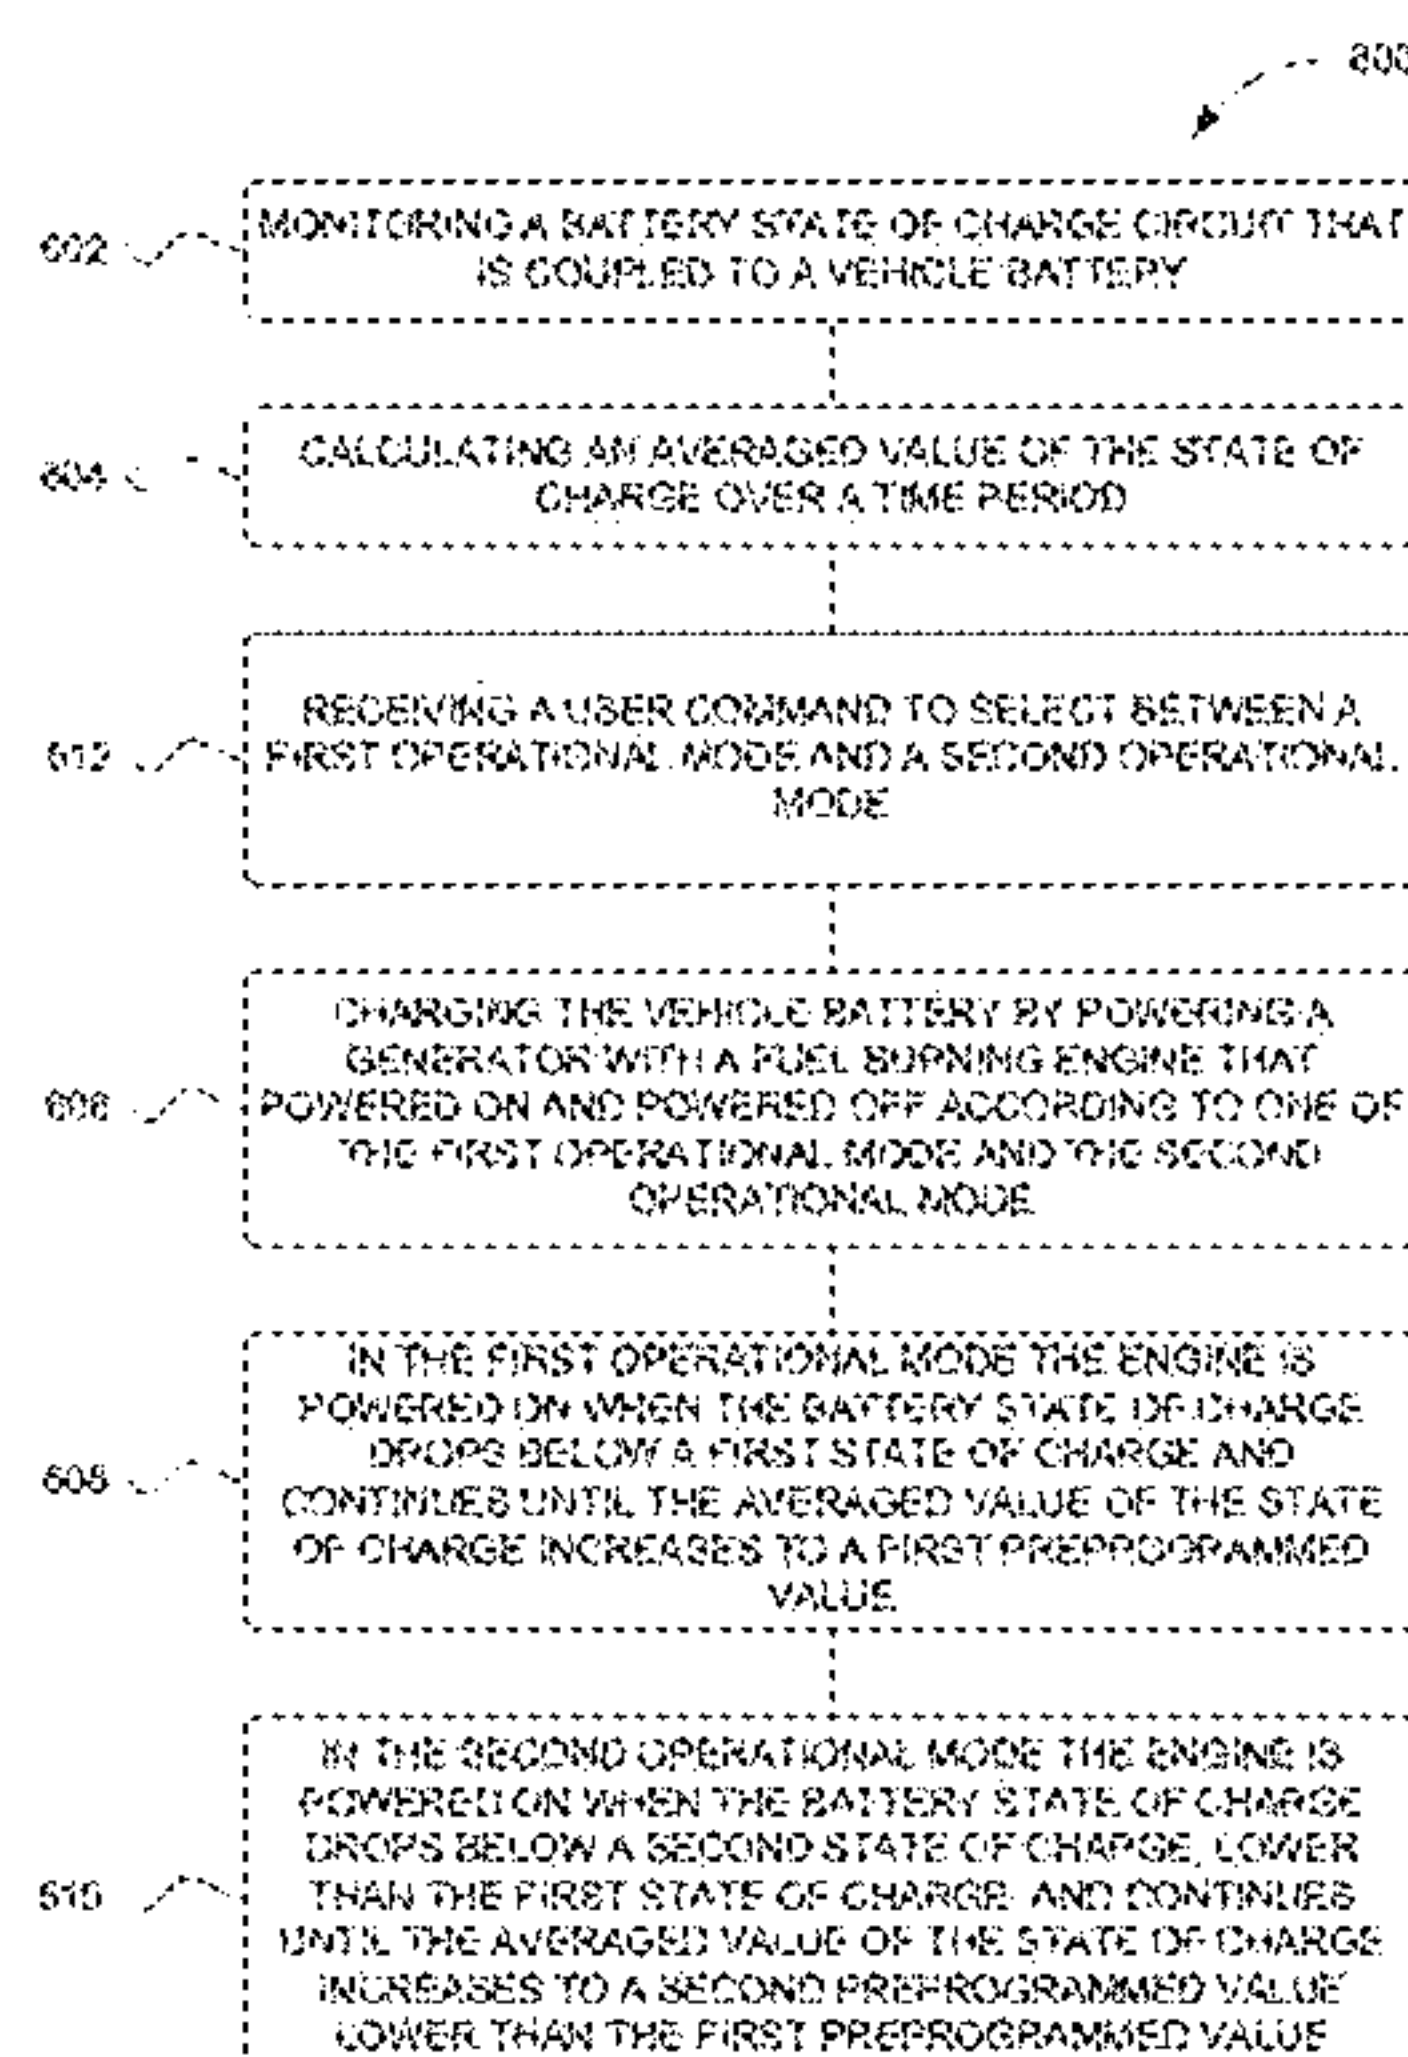 600
602
MONITORING A BATTERY STATE OF CHARGE CIRCUIT THAT
IS COUPLED TO A VEHICLE BATTERY
604
CALCULATING AN AVERAGED VALUE OF THE STATE OF
CHARGE OVER A TIME PERIOD
612
RECEIVING A USER COMMAND TO SELECT BETWEEN A
FIRST OPERATIONAL MODE AND A SECOND OPERATIONAL
MODE
606
CHARGING THE VEHICLE BATTERY BY POWERING A
GENERATOR WITH A FUEL BURNING ENGINE THAT
POWERED ON AND POWERED OFF ACCORDING TO ONE OF
THE FIRST OPERATIONAL MODE AND THE SECOND
OPERATIONAL MODE
608
IN THE FIRST OPERATIONAL MODE THE ENGINE IS
POWERED ON WHEN THE BATTERY STATE OF CHARGE
DROPS BELOW A FIRST STATE OF CHARGE AND
CONTINUES UNTIL THE AVERAGED VALUE OF THE STATE
OF CHARGE INCREASES TO A FIRST PREPROGRAMMED
VALUE
610
IN THE SECOND OPERATIONAL MODE THE ENGINE IS
POWERED ON WHEN THE BATTERY STATE OF CHARGE
DROPS BELOW A SECOND STATE OF CHARGE, LOWER
THAN THE FIRST STATE OF CHARGE, AND CONTINUES
UNTIL THE AVERAGED VALUE OF THE STATE OF CHARGE
INCREASES TO A SECOND PREPROGRAMMED VALUE
LOWER THAN THE FIRST PREPROGRAMMED VALUE